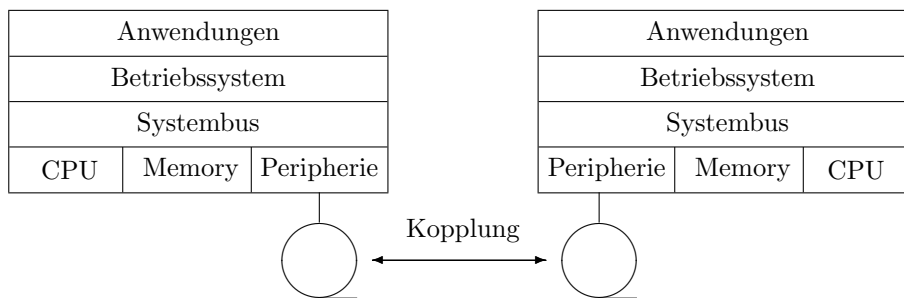 Anwendungen
Betriebssystem
Systembus
CPU Memory Peripherie
Anwendungen
Betriebssystem
Systembus
Peripherie Memory CPU
Kopplung